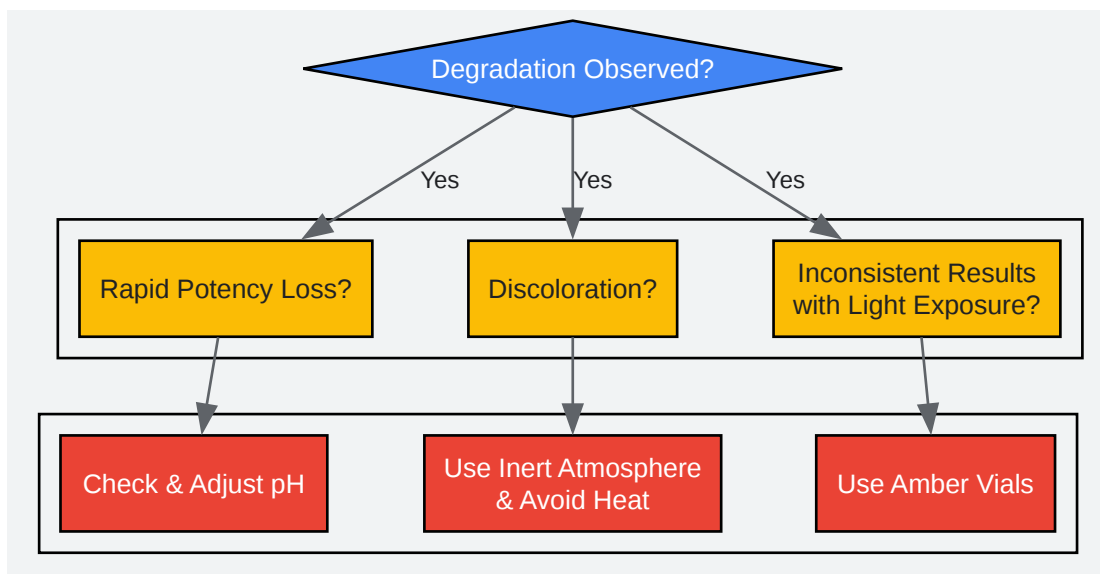 Degradation Observed?
Yes
Yes
Yes
Rapid Potency Loss?
Discoloration?
Inconsistent Results
with Light Exposure?
Check & Adjust pH
Use Inert Atmosphere
& Avoid Heat
Use Amber Vials